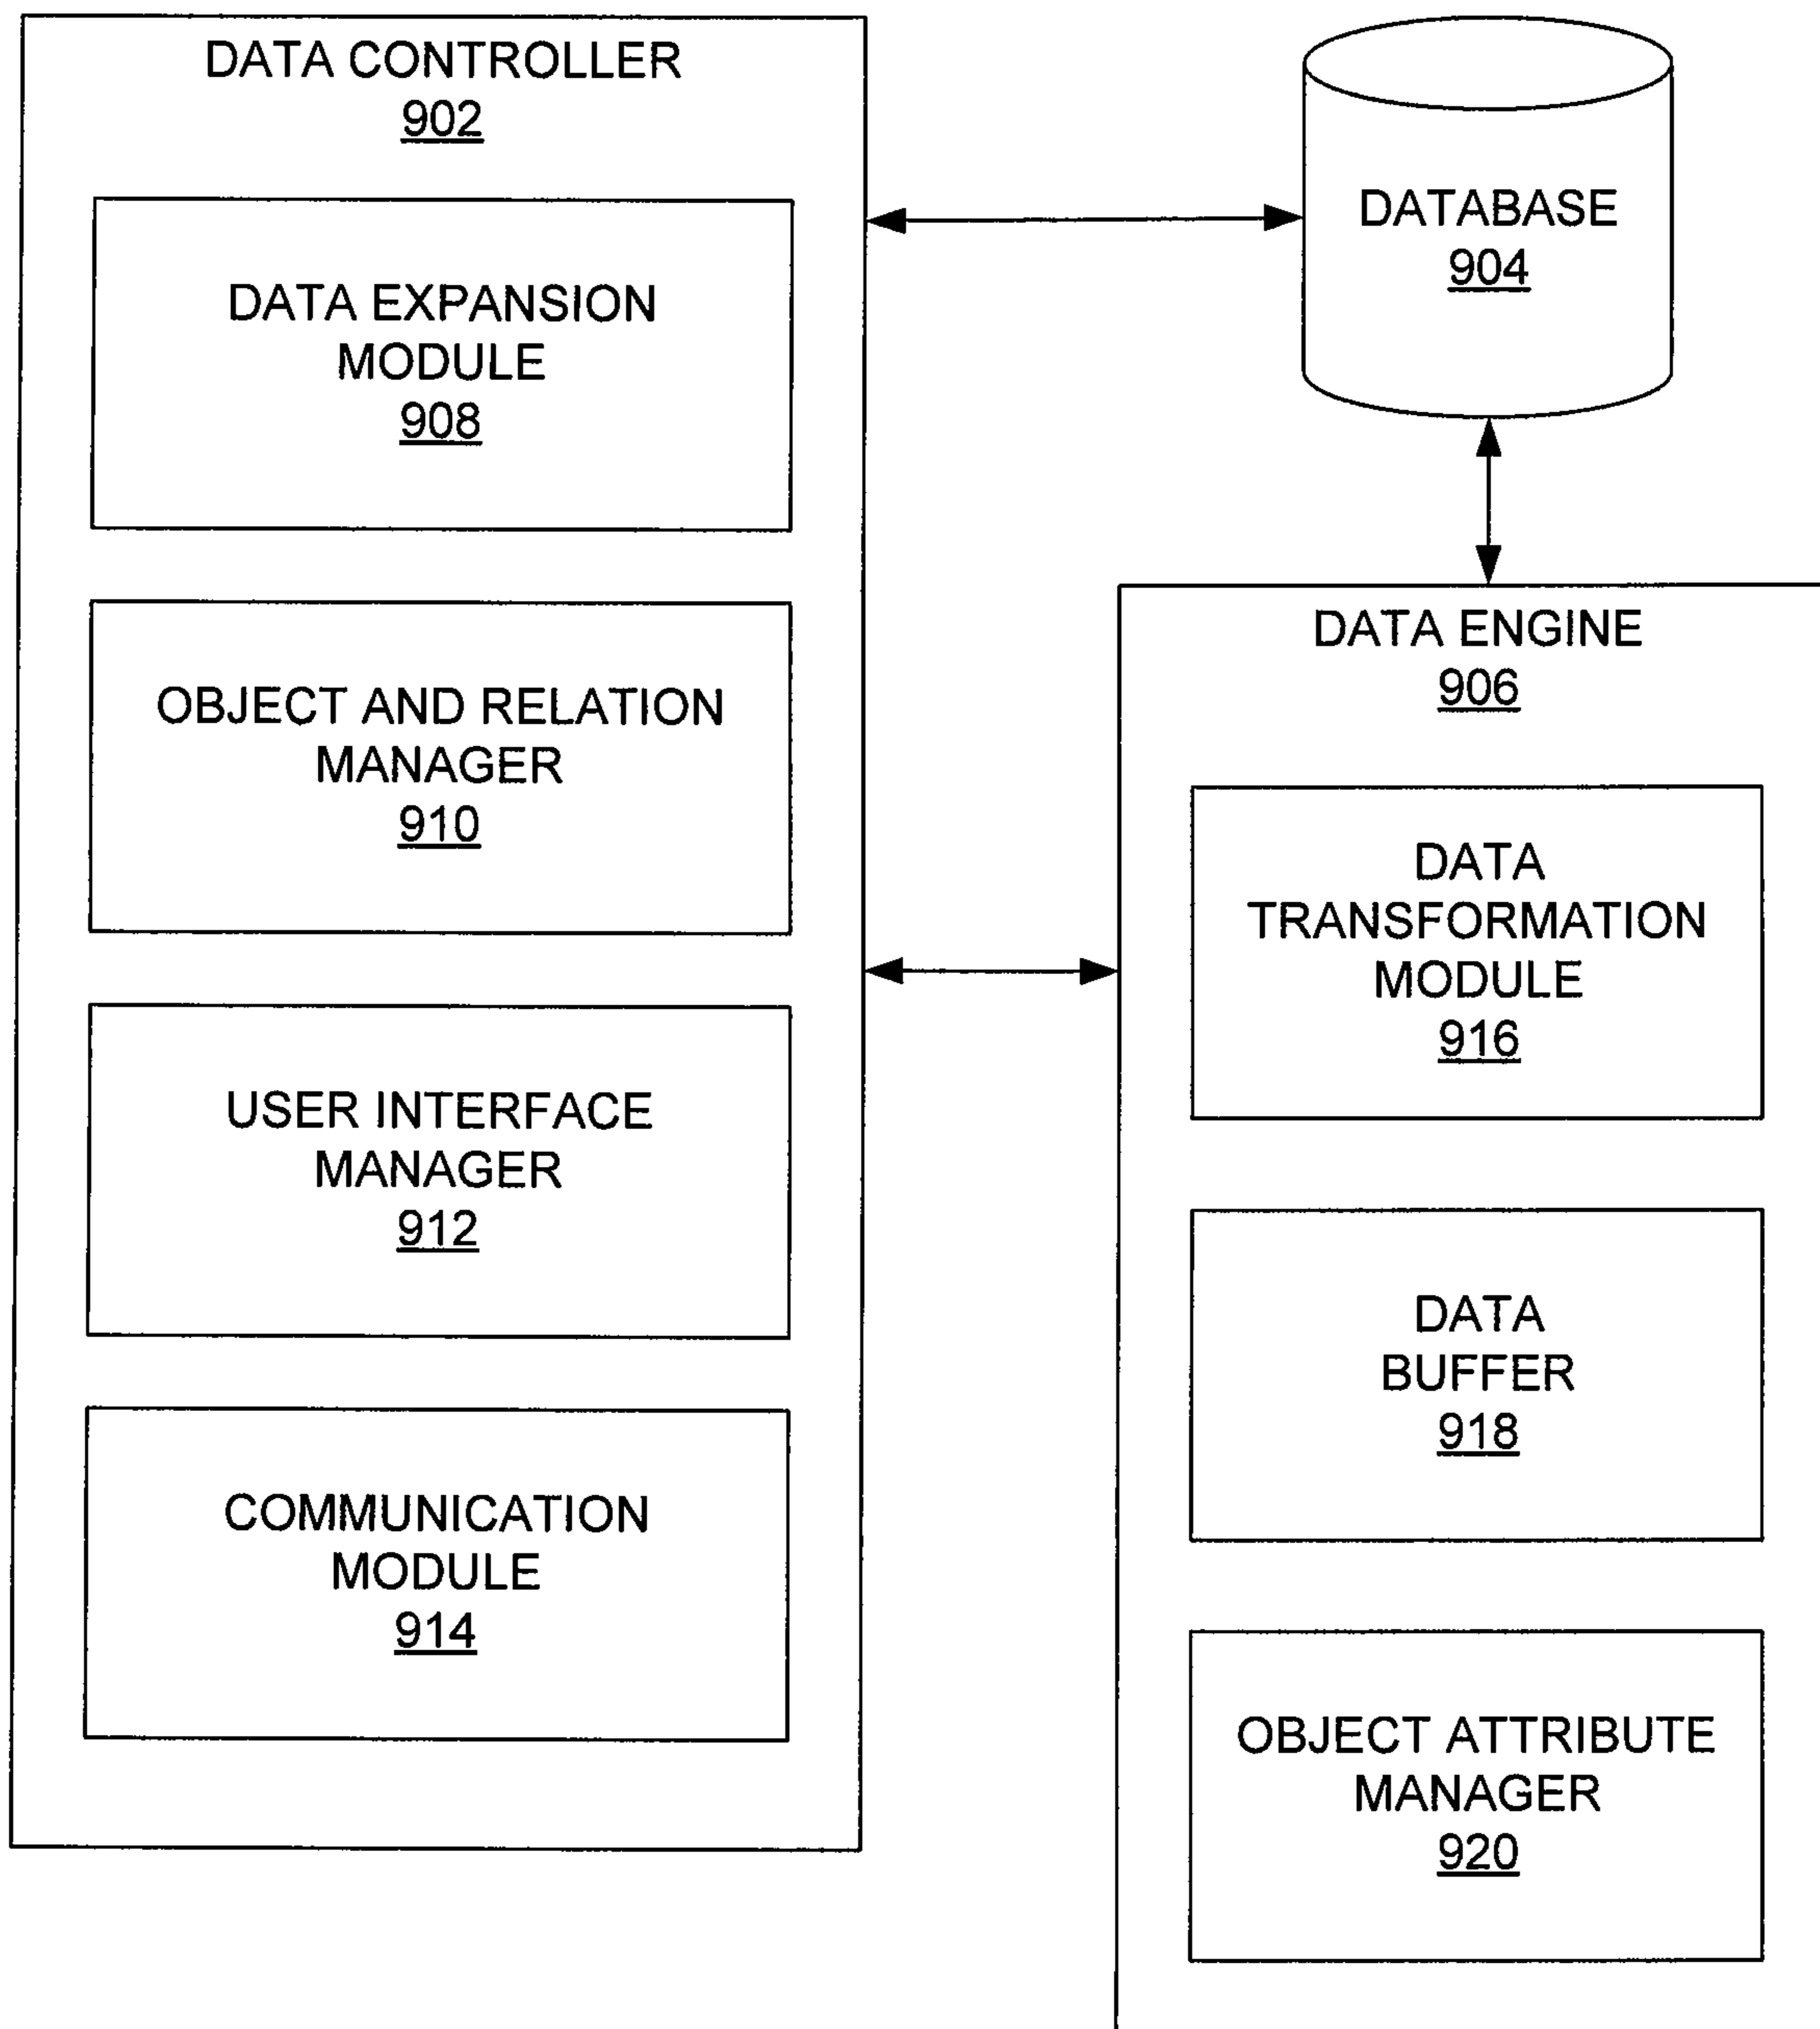 DATA CONTROLLER
902
DATA EXPANSION
MODULE
908
OBJECT AND RELATION
MANAGER
910
USER INTERFACE
MANAGER
912
COMMUNICATION
MODULE
914
DATABASE
904
DATA ENGINE
906
DATA
TRANSFORMATION
MODULE
916
DATA
BUFFER
918
OBJECT ATTRIBUTE
MANAGER
920